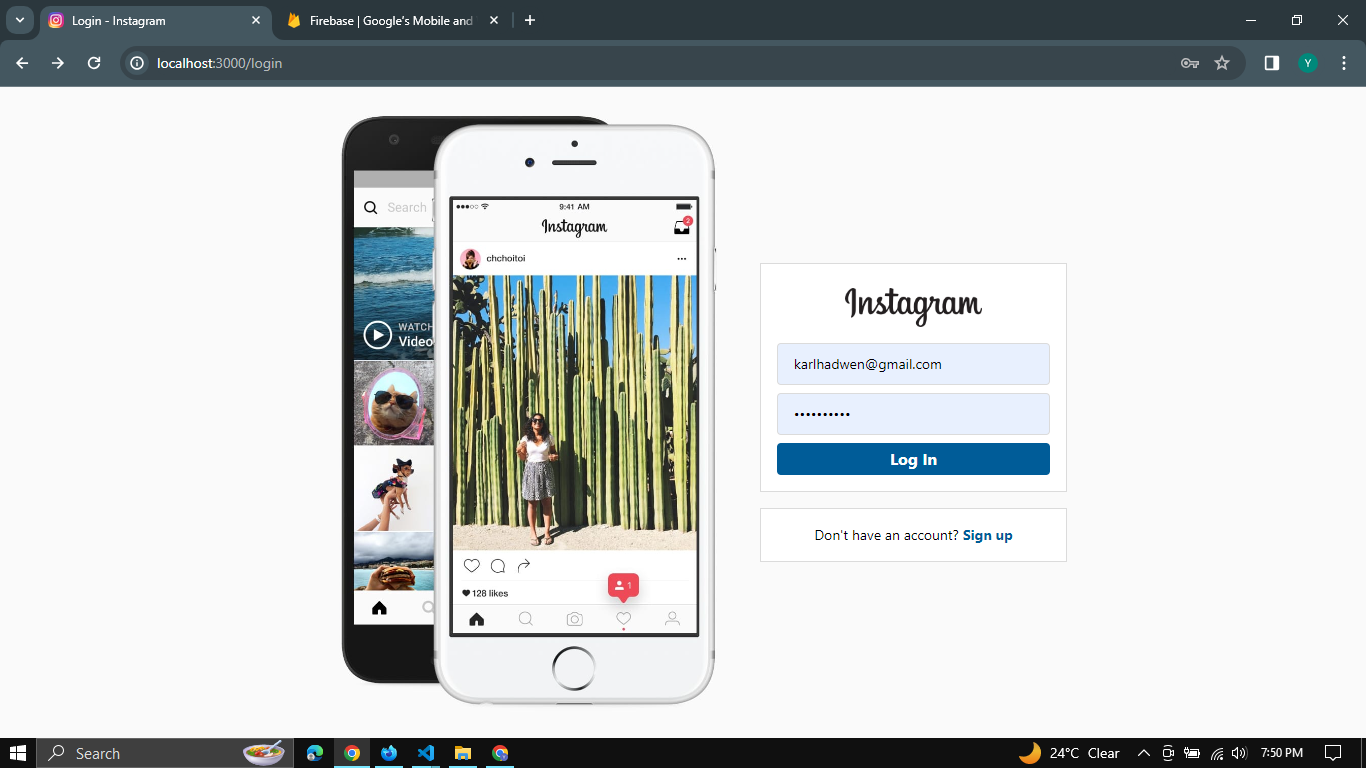 Login - Instagram
Firebase | Google's Mobile and
localhost:3000/login
Y
Search
WATCH
Video
9:41 AM
Instagram
2
chchoitoi
128 likes
1
Instagram
karlhadwen@gmail.com
••••••••••
Log In
Don't have an account? Sign up
Search
24°C Clear
7:50 PM